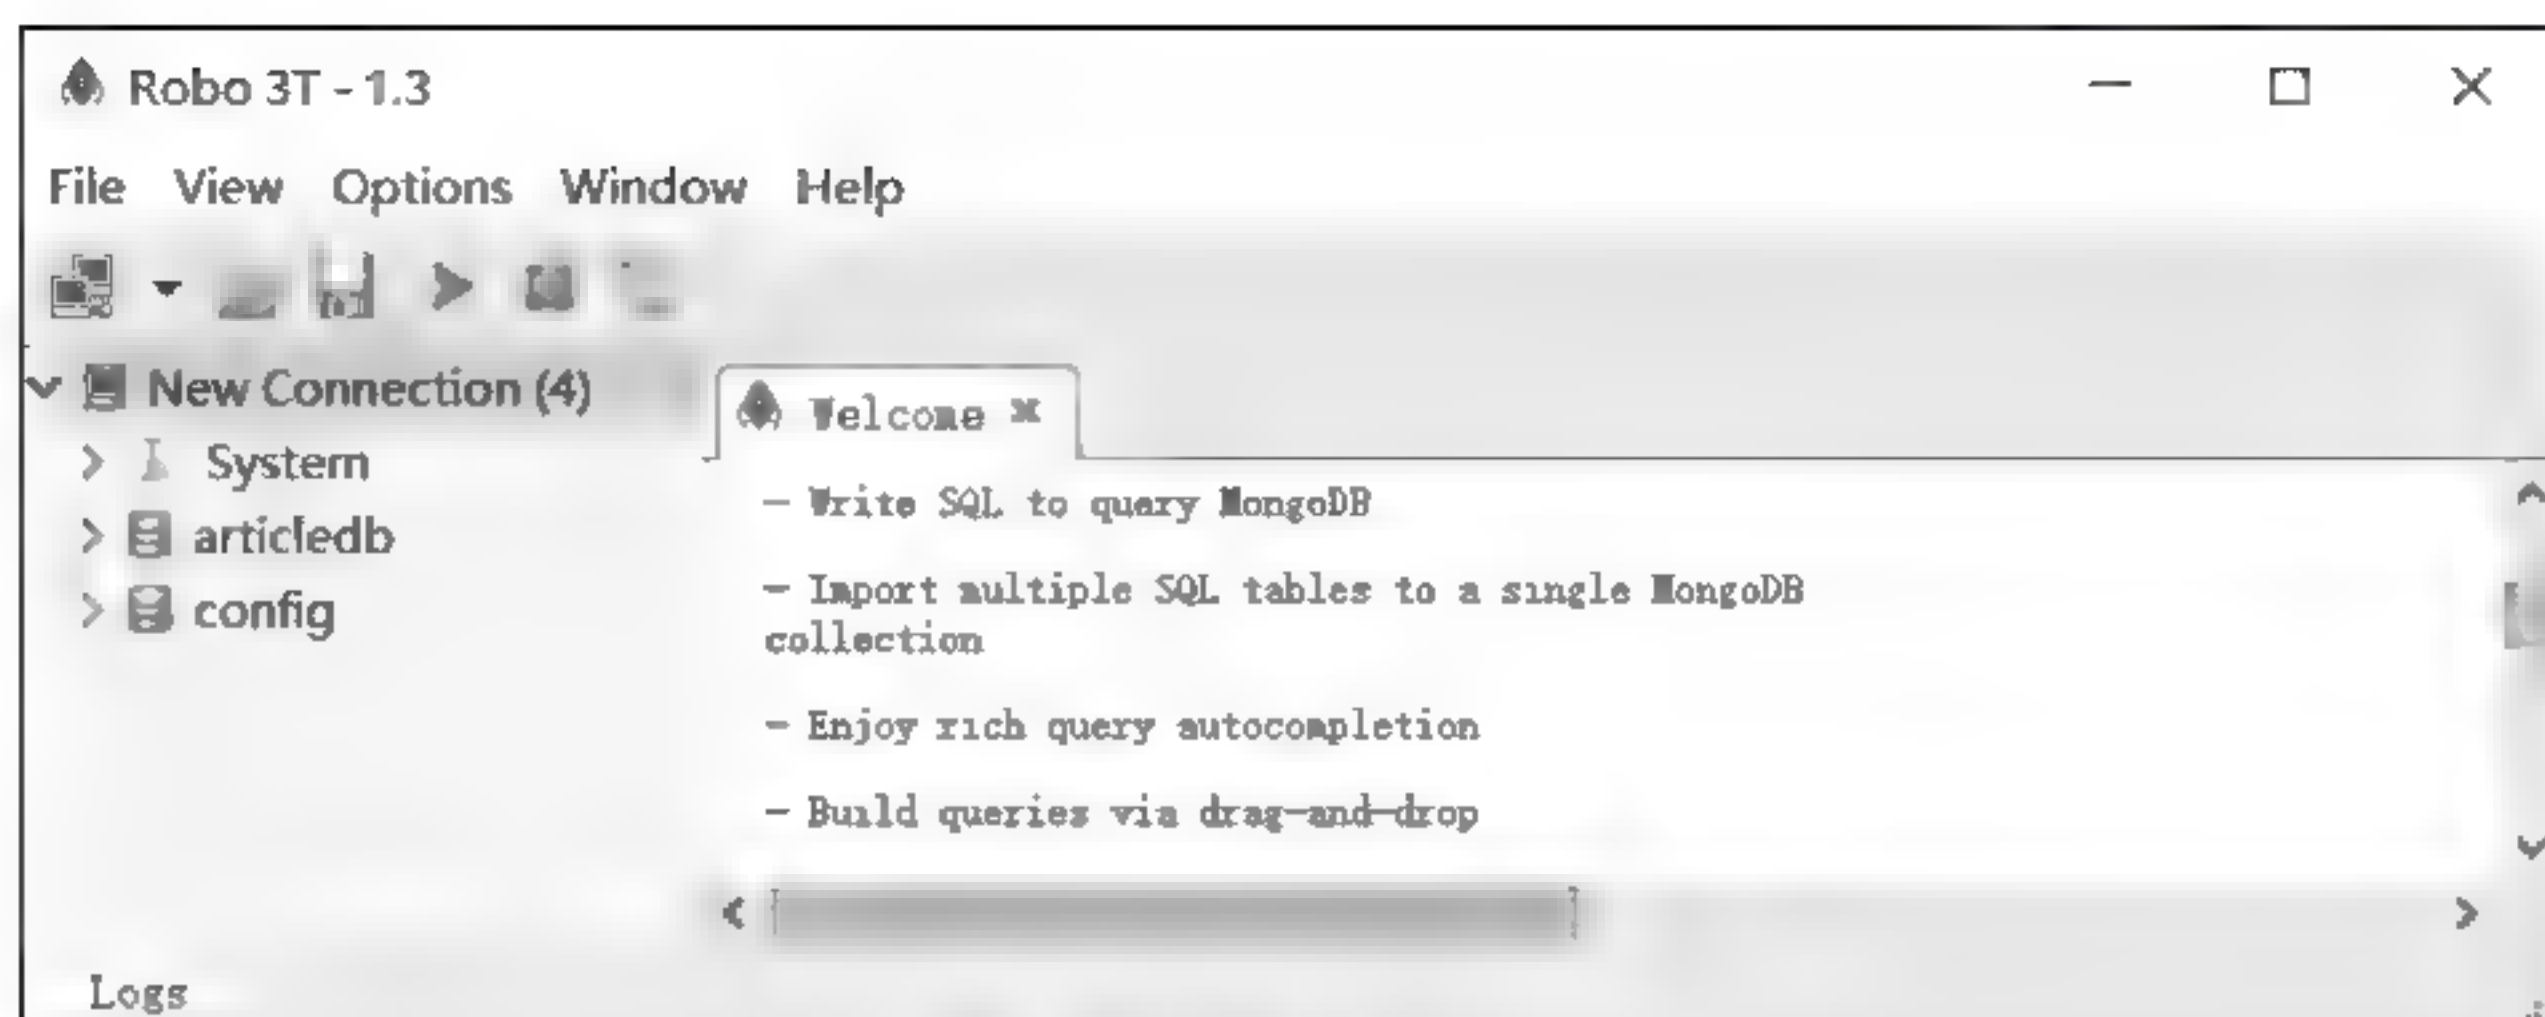 Robo 3T - 1.3
File View Options Window Help
New Connection (4)
System
articledb
config
Welcome
- Write SQL to query MongoDB
- Import multiple SQL tables to a single MongoDB
collection
- Enjoy rich query autocompletion
- Build queries via drag-and-drop
Logs